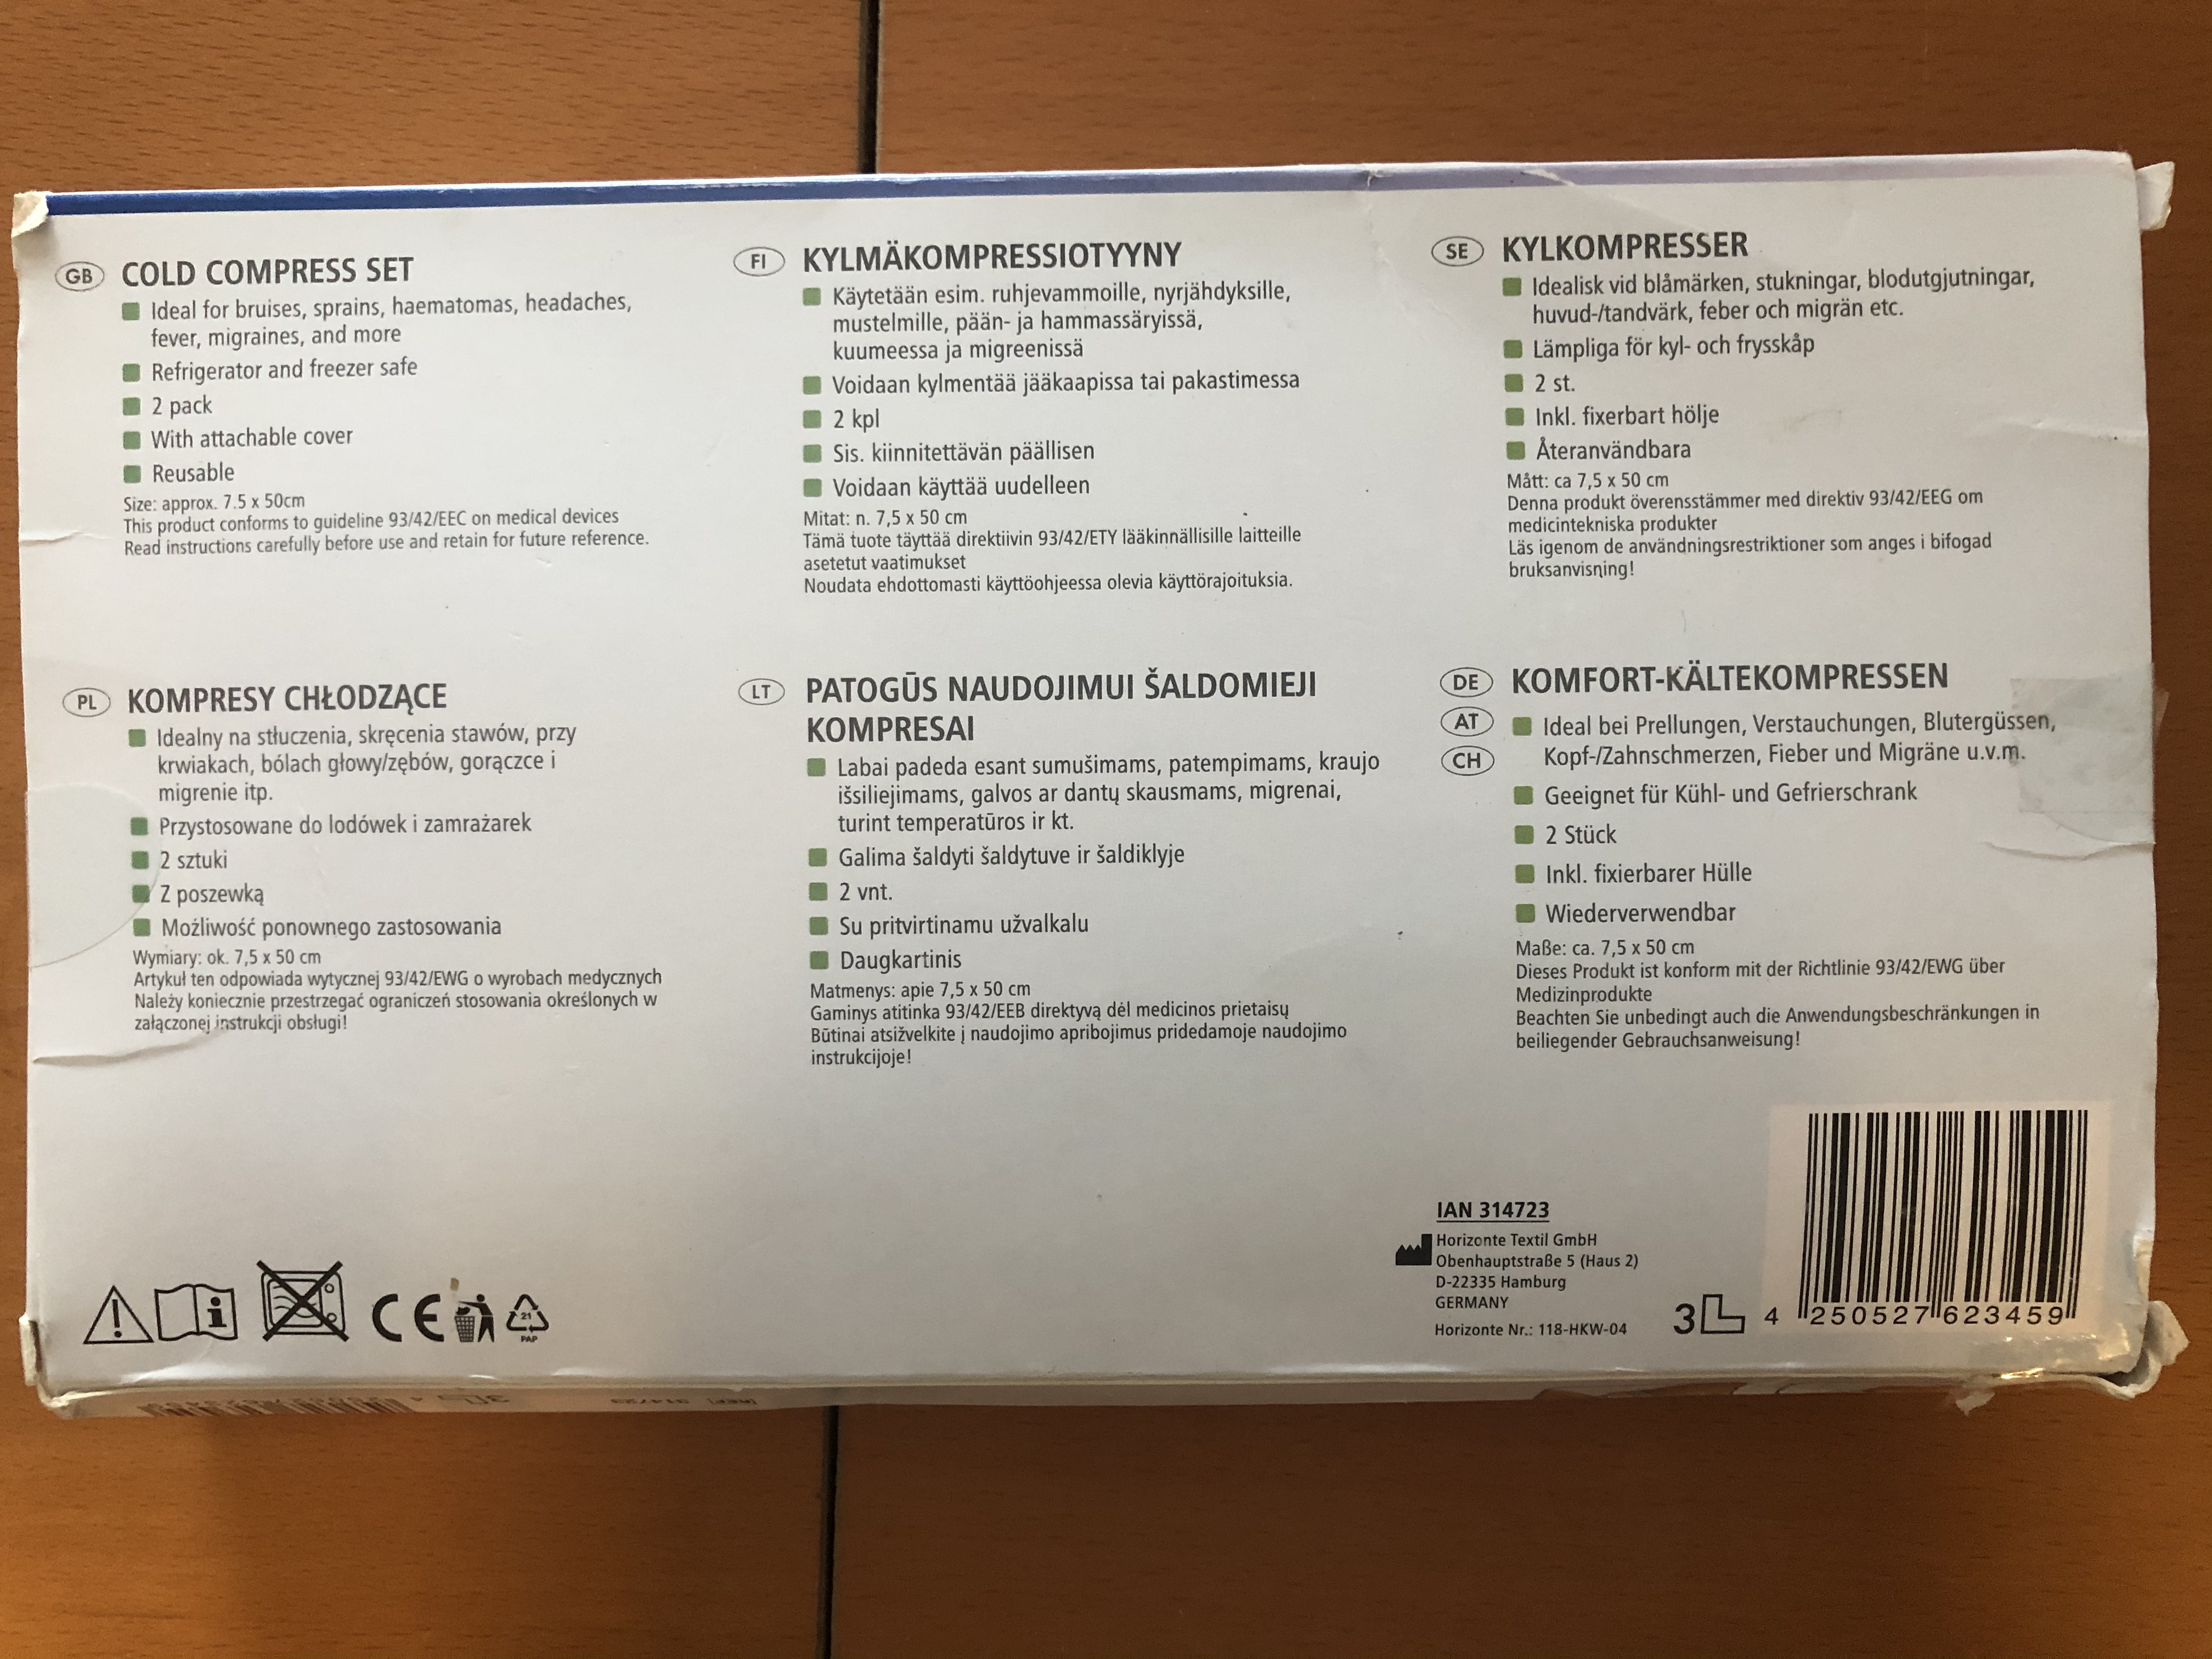 GB COLD COMPRESS SET
Ideal for bruises, sprains, haematomas, headaches,
fever, migraines, and more
Refrigerator and freezer safe
2 pack
With attachable cover
Reusable
Size: approx. 7.5 x 50cm
This product conforms to guideline 93/42/EEC on medical devices
Read instructions carefully before use and retain for future reference.
FI KYLMÄKOMPRESSIOTYYNY
Käytetään esim. ruhjevammoille, nyrjähdyksille,
mustelmille, pään- ja hammassäryissä,
kuumeessa ja migreenissä
Voidaan kylmentää jääkaapissa tai pakastimessa
2 kpl
Sis. kiinnitettävän päällisen
Voidaan käyttää uudelleen
Mitat: n. 7,5 x 50 cm
Tämä tuote täyttää direktiivin 93/42/ETY lääkinnällisille laitteille
asetetut vaatimukset
Noudata ehdottomasti käyttöohjeessa olevia käyttörajoituksia.
SE KYLKOMPRESSER
Idealisk vid blåmärken, stukningar, blodutgjutningar,
huvud-/tandvärk, feber och migrän etc.
Lämpliga för kyl- och frysskåp
2 st.
Inkl. fixerbart hölje
Återanvändbara
Mått: ca 7,5 x 50 cm
Denna produkt överensstämmer med direktiv 93/42/EEG om
medicintekniska produkter
Läs igenom de användningsrestriktioner som anges i bifogad
bruksanvisning!
PL KOMPRESY CHŁODZĄCE
Idealny na stłuczenia, skręcenia stawów, przy
krwiakach, bólach głowy/zębów, gorączce i
migrenie itp.
Przystosowane do lodówek i zamrażarek
2 sztuki
Z poszewką
Możliwość ponownego zastosowania
Wymiary: ok. 7,5 x 50 cm
Artykuł ten odpowiada wytycznej 93/42/EWG o wyrobach medycznych
Należy koniecznie przestrzegać ograniczeń stosowania określonych w
załączonej instrukcji obsługi!
LT PATOGŪS NAUDOJIMUI ŠALDOMIEJI
KOMPRESAI
Labai padeda esant sumušimams, patempimams, kraujo
išsiliejimams, galvos ar dantų skausmams, migrenai,
turint temperatūros ir kt.
Galima šaldyti šaldytuve ir šaldiklyje
2 vnt.
Su pritvirtinamu užvalkalu
Daugkartinis
Matmenys: apie 7,5 x 50 cm
Gaminys atitinka 93/42/EEB direktyvą dėl medicinos prietaisų
Būtinai atsižvelkite į naudojimo apribojimus pridedamoje naudojimo
instrukcijoje!
DE AT CH KOMFORT-KÄLTEKOMPRESSEN
Ideal bei Prellungen, Verstauchungen, Blutergüssen,
Kopf-/Zahnschmerzen, Fieber und Migräne u.v.m.
Geeignet für Kühl- und Gefrierschrank
2 Stück
Inkl. fixierbarer Hülle
Wiederverwendbar
Maße: ca. 7,5 x 50 cm
Dieses Produkt ist konform mit der Richtlinie 93/42/EWG über
Medizinprodukte
Beachten Sie unbedingt auch die Anwendungsbeschränkungen in
beiliegender Gebrauchsanweisung!
IAN 314723
Horizonte Textil GmbH
Obenhauptstraße 5 (Haus 2)
D-22335 Hamburg
GERMANY
Horizonte Nr.: 118-HKW-04
3L
4 250527 623459
CE
21
PAP